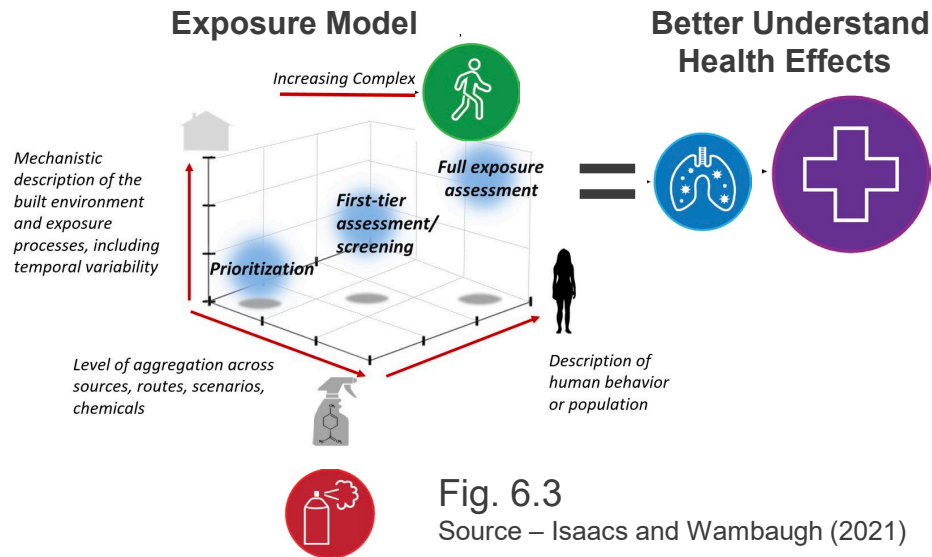 Exposure Model
Better Understand
Health Effects
Increasing Complex
Mechanistic
description of the
built environment
and exposure
processes, including
temporal variability
Full exposure
assessment
First-tier
assessment/
screening
Prioritization
Level of aggregation across
sources, routes, scenarios,
chemicals
Description of
human behavior
or population
Fig. 6.3
Source – Isaacs and Wambaugh (2021)